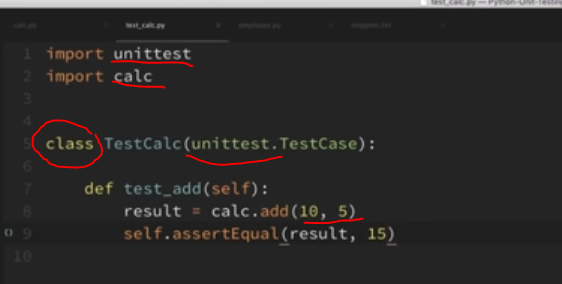 test_calc.py — Python-Unit-Testing
calc.py test_calc.py employee.py snippets.txt
1 import unittest
2 import calc
3
4
5 class TestCalc(unittest.TestCase):
6
7 def test_add(self):
8 result = calc.add(10, 5)
9 self.assertEqual(result, 15)
10